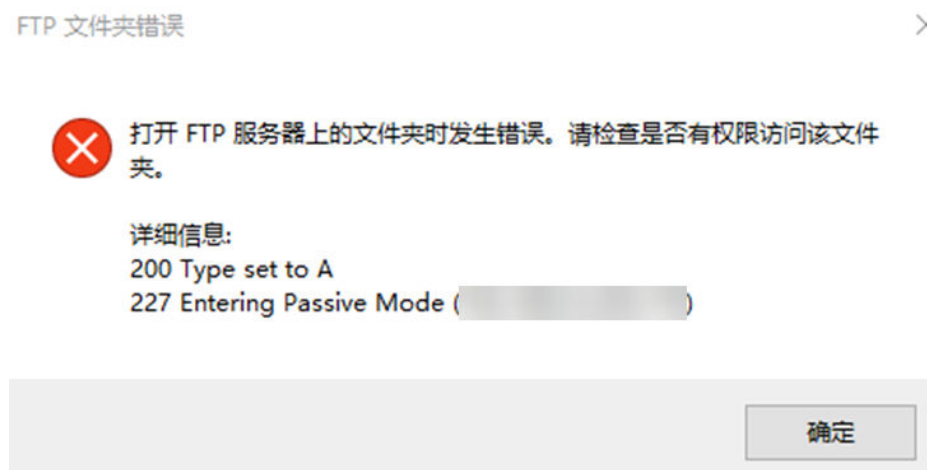 FTP 文件夹错误
打开 FTP 服务器上的文件夹时发生错误。请检查是否有权限访问该文件
夹。
详细信息:
200 Type set to A
227 Entering Passive Mode ( )
确定